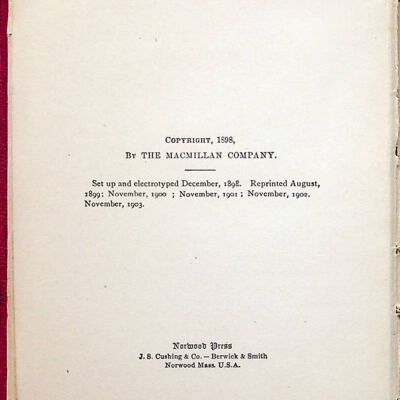 COPYRIGHT, 1898,
BY THE MACMILLAN COMPANY.
Set up and electrotyped December, 1898. Reprinted August,
1899; November, 1900 ; November, 1901 ; November, 1902.
November, 1903.
Norwood Press
J. S. Cushing & Co. — Berwick & Smith
Norwood Mass. U.S.A.